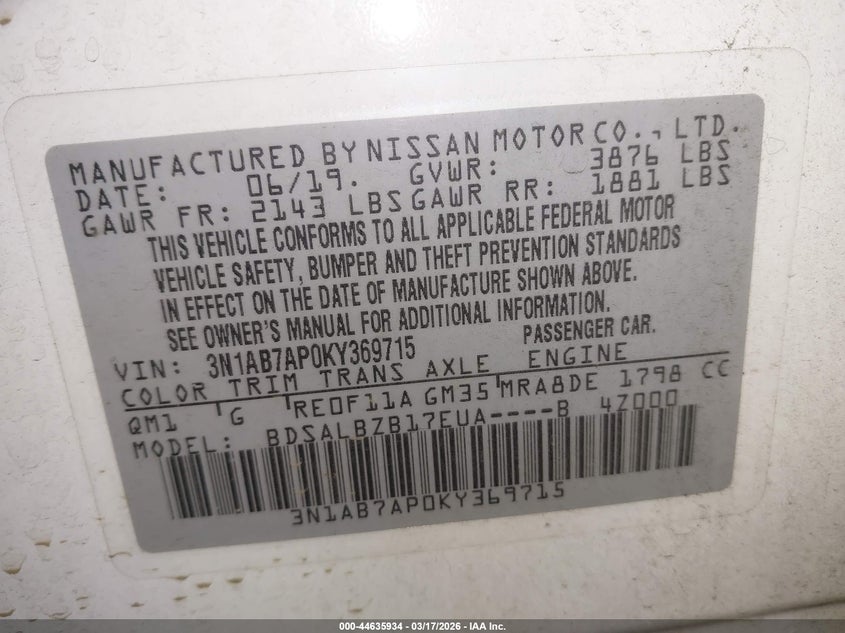 MANUFACTURED BY NISSAN MOTOR CO., LTD.
DATE: 06/19. GVWR: 3876 LBS
GAWR FR: 2143 LBS GAWR RR: 1881 LBS
THIS VEHICLE CONFORMS TO ALL APPLICABLE FEDERAL MOTOR
VEHICLE SAFETY, BUMPER AND THEFT PREVENTION STANDARDS
IN EFFECT ON THE DATE OF MANUFACTURE SHOWN ABOVE.
SEE OWNER'S MANUAL FOR ADDITIONAL INFORMATION.
VIN: 3N1AB7AP0KY369715 PASSENGER CAR.
COLOR TRIM TRANS AXLE ENGINE
QM1 G RE0F11A GM35 MRA8DE 1798 CC
MODEL: BDSALBZB17EUA----B 4Z000
3N1AB7AP0KY369715
000-44635934 - 03/17/2026 - IAA Inc.